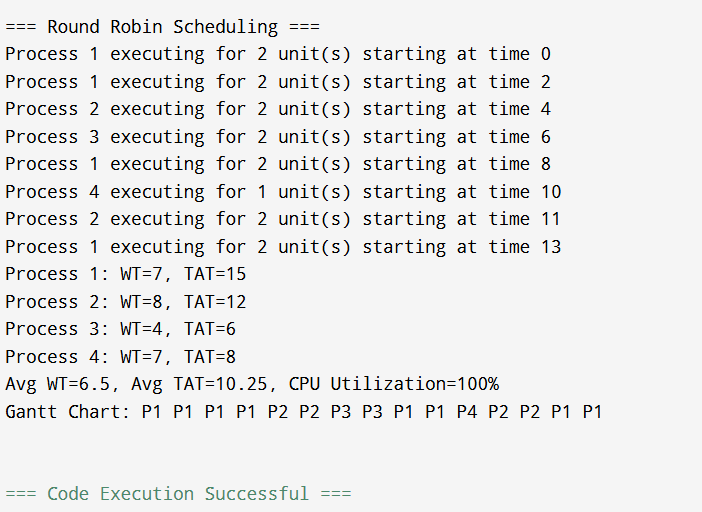 === Round Robin Scheduling ===
Process 1 executing for 2 unit(s) starting at time 0
Process 1 executing for 2 unit(s) starting at time 2
Process 2 executing for 2 unit(s) starting at time 4
Process 3 executing for 2 unit(s) starting at time 6
Process 1 executing for 2 unit(s) starting at time 8
Process 4 executing for 1 unit(s) starting at time 10
Process 2 executing for 2 unit(s) starting at time 11
Process 1 executing for 2 unit(s) starting at time 13
Process 1: WT=7, TAT=15
Process 2: WT=8, TAT=12
Process 3: WT=4, TAT=6
Process 4: WT=7, TAT=8
Avg WT=6.5, Avg TAT=10.25, CPU Utilization=100%
Gantt Chart: P1 P1 P1 P1 P2 P2 P3 P3 P1 P1 P4 P2 P2 P1 P1
=== Code Execution Successful ===